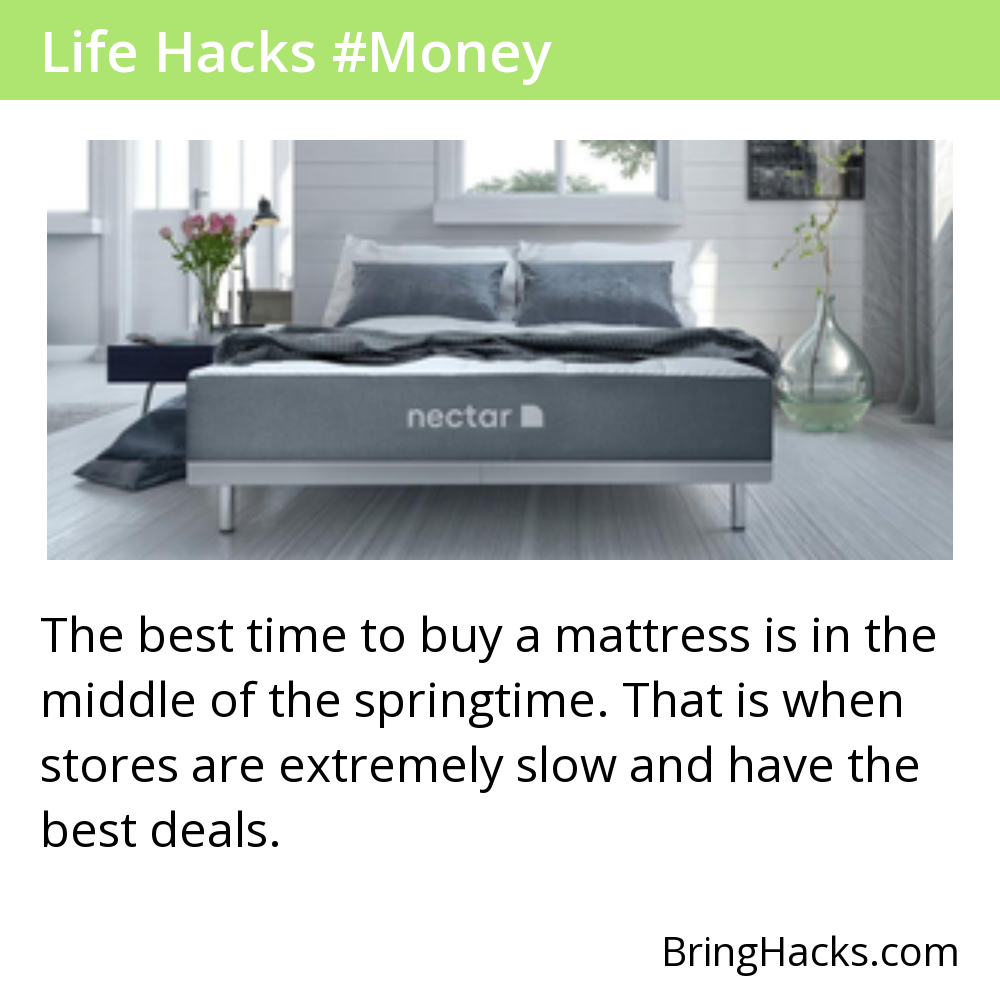 Life Hacks #Money
nectar
The best time to buy a mattress is in the
middle of the springtime. That is when
stores are extremely slow and have the
best deals.
BringHacks.com